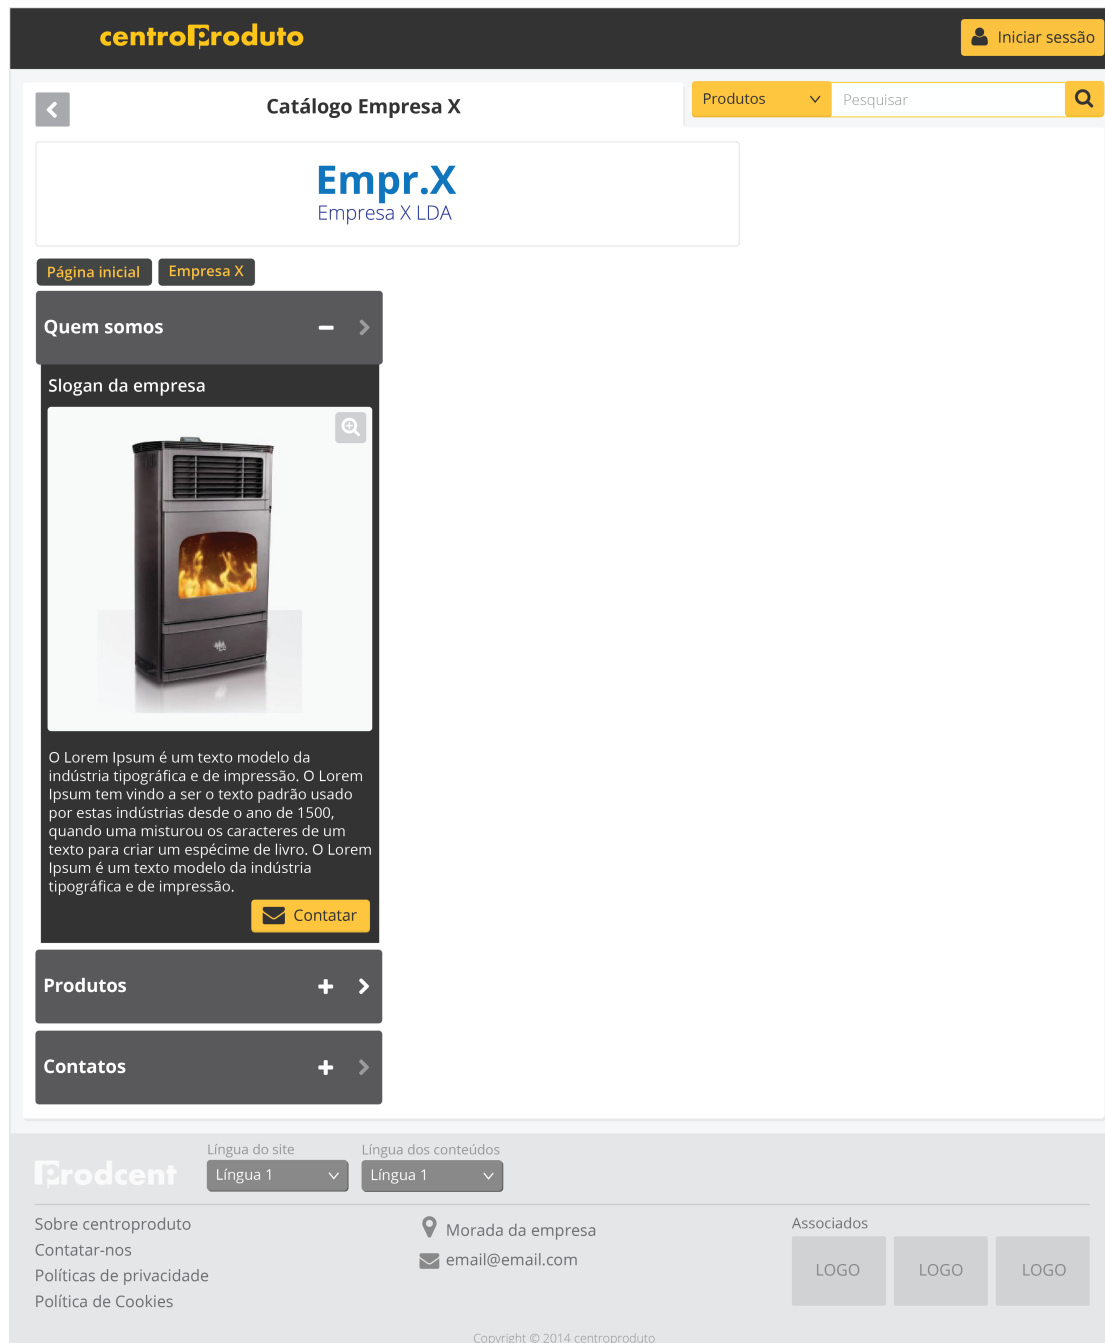 centroProduto
Iniciar sessão
Catálogo Empresa X
Produtos
Pesquisar
Empr.X
Empresa X LDA
Página inicial
Empresa X
Quem somos
Slogan da empresa
O Lorem Ipsum é um texto modelo da
indústria tipográfica e de impressão. O Lorem
Ipsum tem vindo a ser o texto padrão usado
por estas indústrias desde o ano de 1500,
quando uma misturou os caracteres de um
texto para criar um espécime de livro. O Lorem
Ipsum é um texto modelo da indústria
tipográfica e de impressão.
Contatar
Produtos
Contatos
Prodcent
Língua do site
Língua 1
Língua dos conteúdos
Língua 1
Sobre centroproduto
Contatar-nos
Políticas de privacidade
Política de Cookies
Morada da empresa
email@email.com
Associados
LOGO
LOGO
LOGO
Copyright © 2014 centroproduto